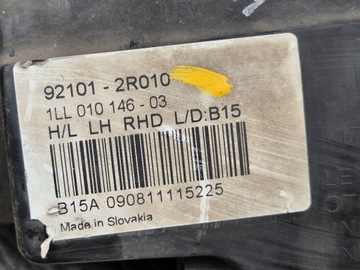 92101 - 2R010
1LL 010 146 - 03
H/L LH RHD L/D:B15
B15A 090811115225
Made in Slovakia